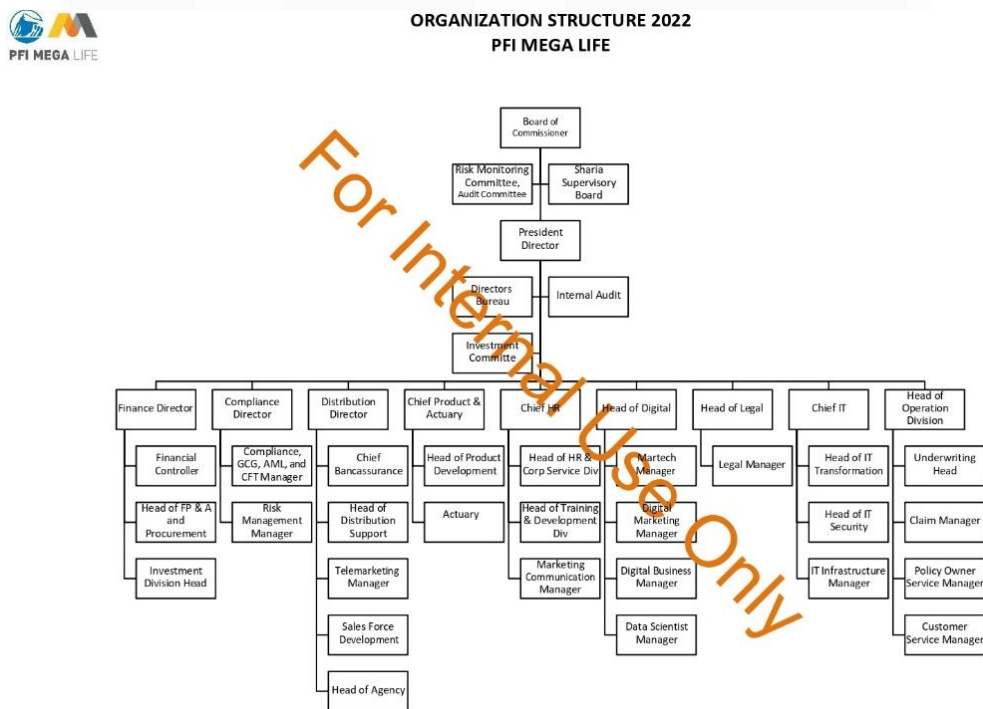 PFI MEGA LIFE
ORGANIZATION STRUCTURE 2022
PFI MEGA LIFE
Board of
Commissioner
Risk Monitoring
Committee,
Audit Committee
Sharia
Supervisory
Board
President
Director
Directors
Bureau
Internal Audit
Investment
Committe
Finance Director
Compliance
Director
Distribution
Director
Chief Product &
Actuary
Chief HR
Head of Digital
Head of Legal
Chief IT
Head of
Operation
Division
Financial
Controller
Head of FP & A
and
Procurement
Investment
Division Head
Compliance,
GCG, AML, and
CFT Manager
Risk
Management
Manager
Chief
Bancassurance
Head of
Distribution
Support
Telemarketing
Manager
Sales Force
Development
Head of Agency
Head of Product
Development
Actuary
Head of HR &
Corp Service Div
Head of Training
& Development
Div
Marketing
Communication
Manager
Martech
Manager
Digital
Marketing
Manager
Digital Business
Manager
Data Scientist
Manager
Legal Manager
Head of IT
Transformation
Head of IT
Security
IT Infrastructure
Manager
Underwriting
Head
Claim Manager
Policy Owner
Service Manager
Customer
Service Manager
For Internal Use Only